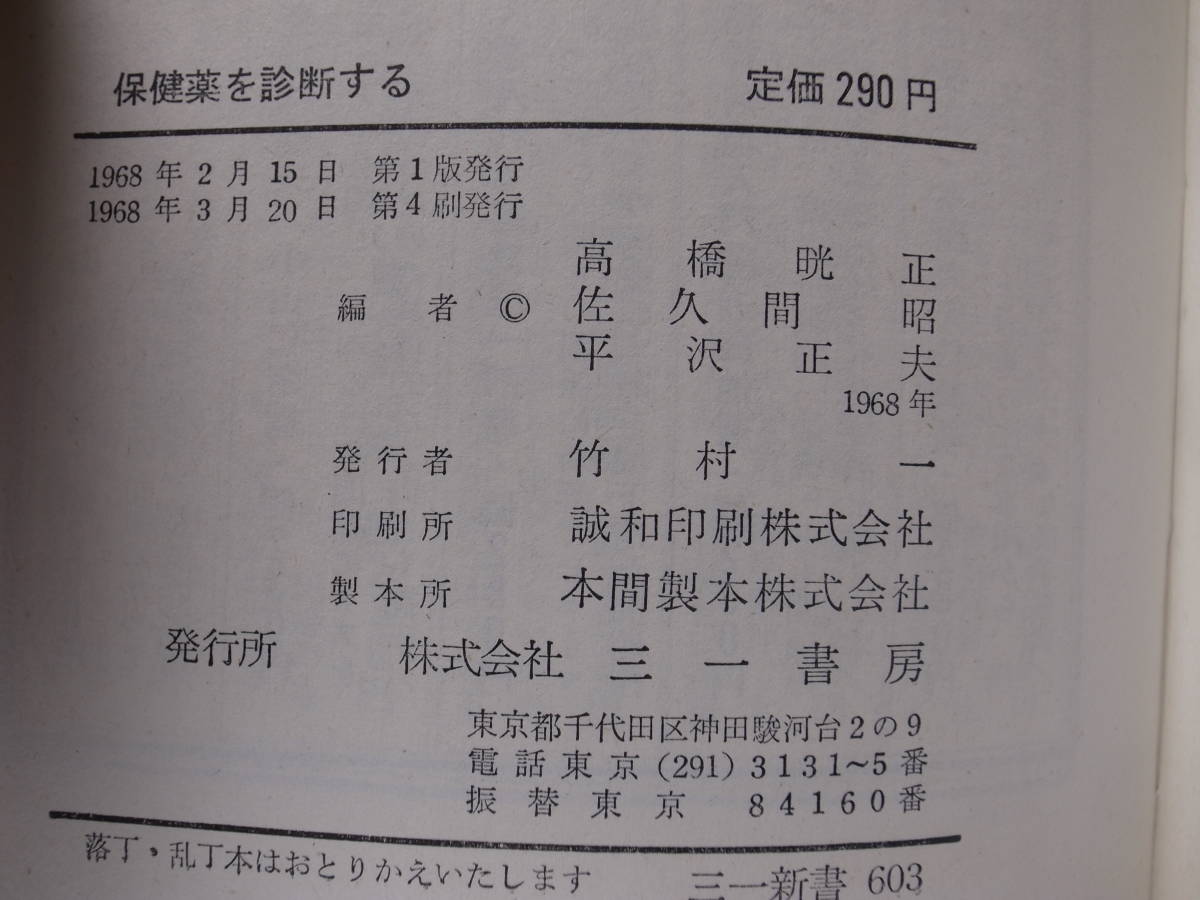 保健薬を診断する 定価 290 円
1968 年 2 月 15 日 第 1 版発行
1968 年 3 月 20 日 第 4 刷発行
高橋晄正
編者 © 佐久間昭
平沢正夫
1968 年
発行者 竹村一
印刷所 誠和印刷株式会社
製本所 本間製本株式会社
発行所 株式会社 三一書房
東京都千代田区神田駿河台2の9
電話東京(291)3131~5番
振替東京 84160番
落丁・乱丁本はおとりかえいたします 三一新書 603